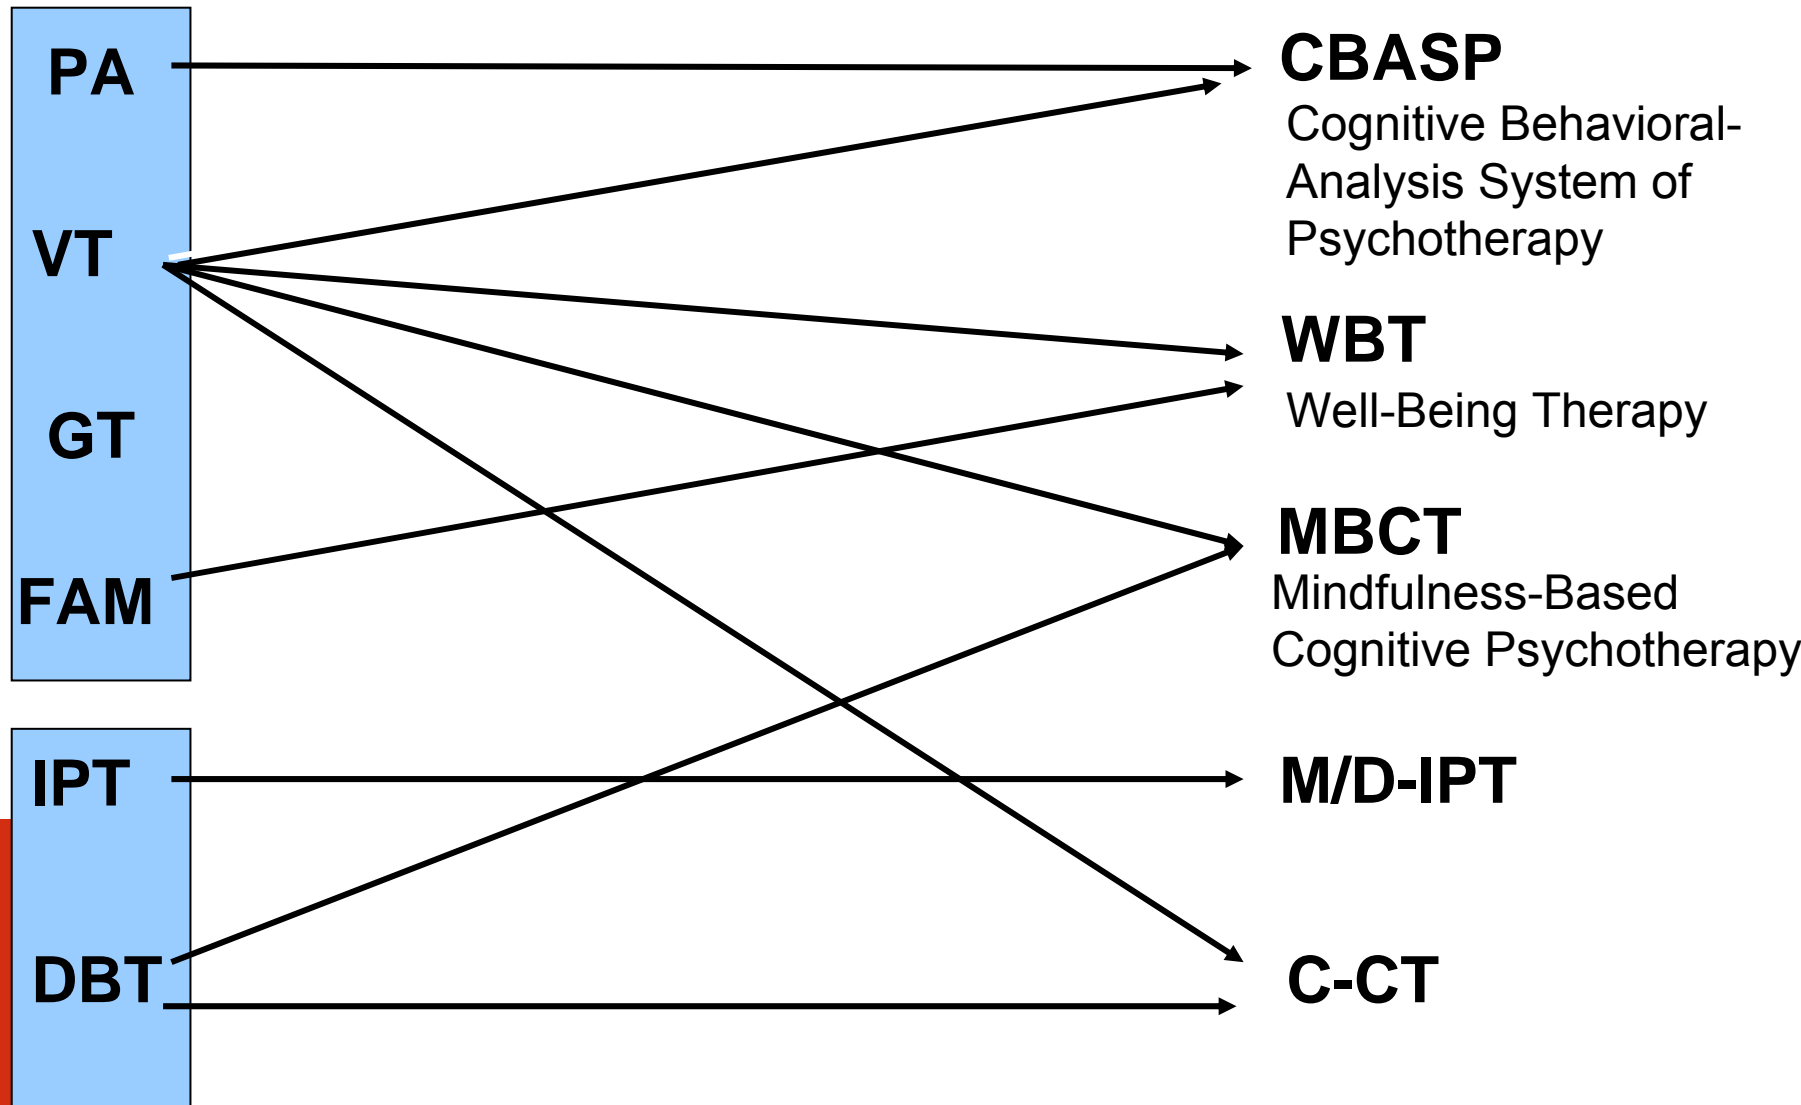 PA
VT
GT
FAM
IPT
DBT
CBASP
Cognitive Behavioral-
Analysis System of
Psychotherapy
WBT
Well-Being Therapy
MBCT
Mindfulness-Based
Cognitive Psychotherapy
M/D-IPT
C-CT